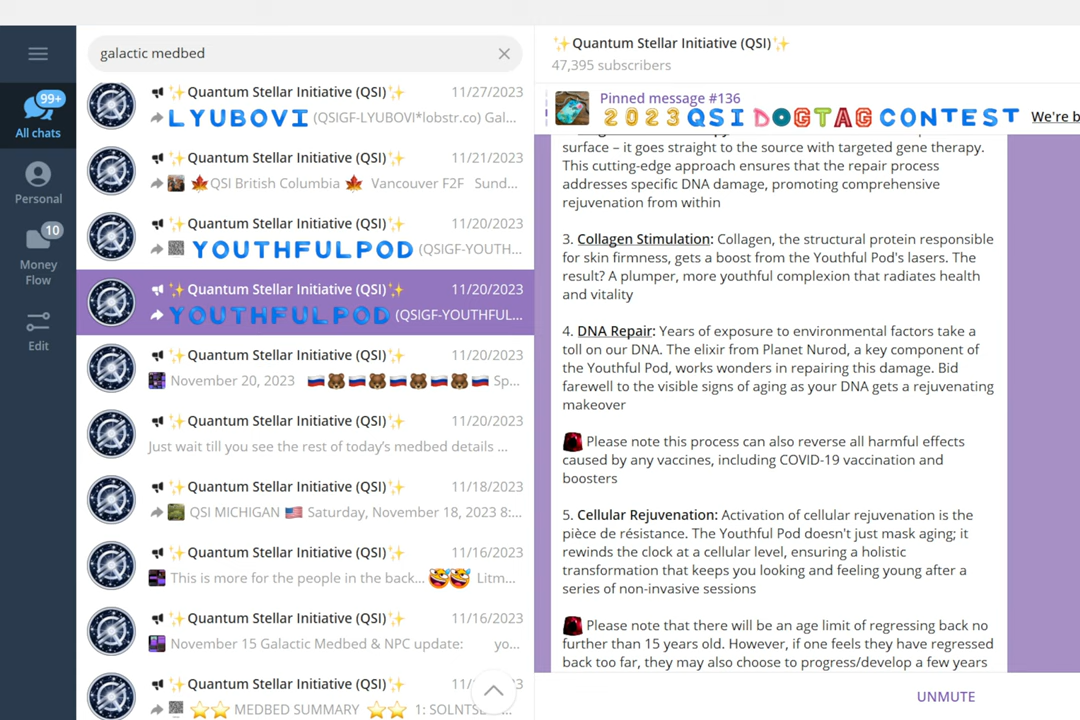 galactic medbed
99+
All chats
Personal
10
Money
Flow
Edit
✨Quantum Stellar Initiative (QSI)✨ 11/27/2023
LYUBOVI (QSIGF-LYUBOVI*lobstr.co) Gal...
✨Quantum Stellar Initiative (QSI)✨ 11/21/2023
🍁QSI British Columbia 🍁 Vancouver F2F Sund...
✨Quantum Stellar Initiative (QSI)✨ 11/20/2023
YOUTHFULPOD (QSIGF-YOUTH...
✨Quantum Stellar Initiative (QSI)✨ 11/20/2023
YOUTHFULPOD (QSIGF-YOUTHFUL...
✨Quantum Stellar Initiative (QSI)✨ 11/20/2023
November 20, 2023 🇷🇺🐻🇷🇺🐻🇷🇺🐻🇷🇺🐻🇷🇺 Sp...
✨Quantum Stellar Initiative (QSI)✨ 11/20/2023
Just wait till you see the rest of today's medbed details ...
✨Quantum Stellar Initiative (QSI)✨ 11/18/2023
QSI MICHIGAN 🇺🇸 Saturday, November 18, 2023 8:...
✨Quantum Stellar Initiative (QSI)✨ 11/16/2023
This is more for the people in the back... 🤣😅 Litm...
✨Quantum Stellar Initiative (QSI)✨ 11/16/2023
November 15 Galactic Medbed & NPC update: yo...
✨Quantum Stellar Initiative (QSI)✨
⭐⭐ MEDBED SUMMARY ⭐⭐ 1:
✨Quantum Stellar Initiative (QSI)✨
47,395 subscribers
Pinned message #136
2023 QSI DOGTAG CONTEST We're b
surface – it goes straight to the source with targeted gene therapy.
This cutting-edge approach ensures that the repair process
addresses specific DNA damage, promoting comprehensive
rejuvenation from within
3. Collagen Stimulation: Collagen, the structural protein responsible
for skin firmness, gets a boost from the Youthful Pod's lasers. The
result? A plumper, more youthful complexion that radiates health
and vitality
4. DNA Repair: Years of exposure to environmental factors take a
toll on our DNA. The elixir from Planet Nurod, a key component of
the Youthful Pod, works wonders in repairing this damage. Bid
farewell to the visible signs of aging as your DNA gets a rejuvenating
makeover
Please note this process can also reverse all harmful effects
caused by any vaccines, including COVID-19 vaccination and
boosters
5. Cellular Rejuvenation: Activation of cellular rejuvenation is the
pièce de résistance. The Youthful Pod doesn't just mask aging; it
rewinds the clock at a cellular level, ensuring a holistic
transformation that keeps you looking and feeling young after a
series of non-invasive sessions
Please note that there will be an age limit of regressing back no
further than 15 years old. However, if one feels they have regressed
back too far, they may also choose to progress/develop a few years
UNMUTE